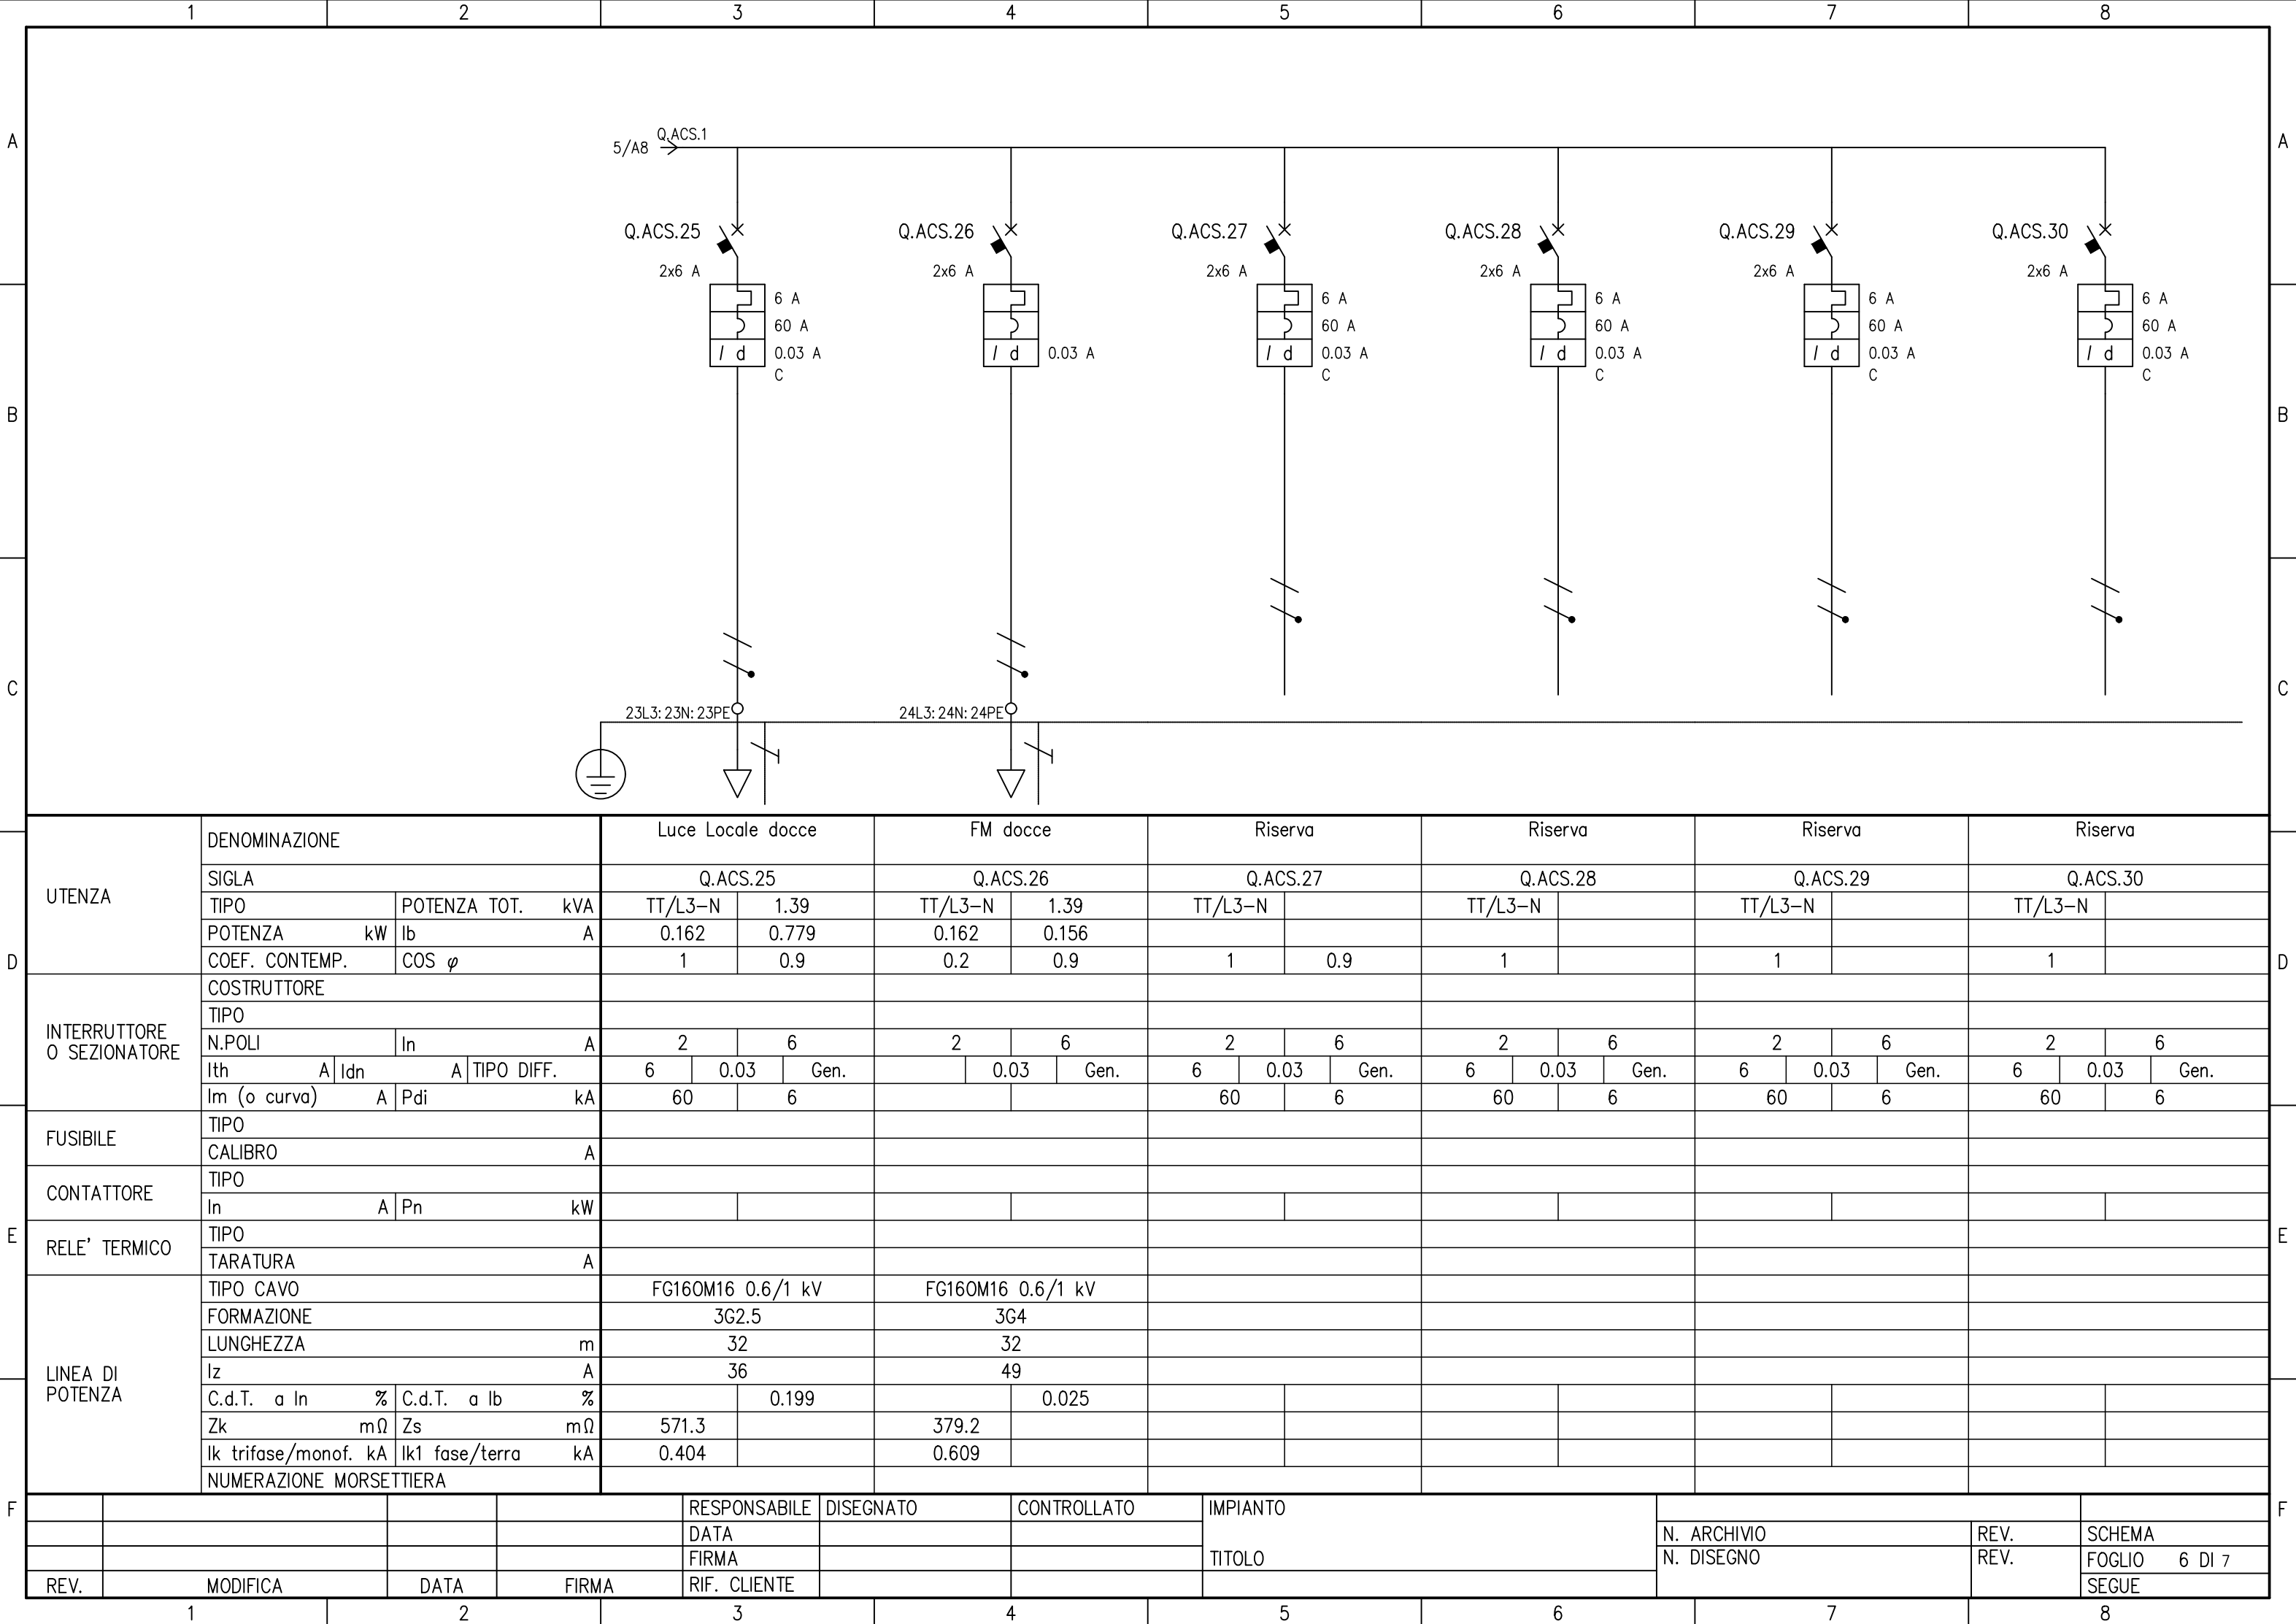 1 2 3 4 5 6 7 8
A A
Q.ACS.1
5/A8
Q.ACS.25 Q.ACS.26 Q.ACS.27 Q.ACS.28 Q.ACS.29 Q.ACS.30
2x6 A 2x6 A 2x6 A 2x6 A 2x6 A 2x6 A
6 A 6 A 6 A 6 A 6 A
60 A 60 A 60 A 60 A 60 A
I d 0.03 A I d 0.03 A I d 0.03 A I d 0.03 A I d 0.03 A I d 0.03 A
C C C C C
B B
C C
23L3:23N:23PE 24L3:24N:24PE
UTENZA
DENOMINAZIONE Luce Locale docce FM docce Riserva Riserva Riserva Riserva
SIGLA Q.ACS.25 Q.ACS.26 Q.ACS.27 Q.ACS.28 Q.ACS.29 Q.ACS.30
TIPO POTENZA TOT. kVA TT/L3-N 1.39 TT/L3-N 1.39 TT/L3-N TT/L3-N TT/L3-N TT/L3-N
POTENZA kW Ib A 0.162 0.779 0.162 0.156
D COEF. CONTEMP. COS φ 1 0.9 0.2 0.9 1 0.9 1 1 1 D
INTERRUTTORE
O SEZIONATORE
COSTRUTTORE
TIPO
N.POLI In A 2 6 2 6 2 6 2 6 2 6 2 6
Ith A Idn A TIPO DIFF. 6 0.03 Gen. 0.03 Gen. 6 0.03 Gen. 6 0.03 Gen. 6 0.03 Gen. 6 0.03 Gen.
Im (o curva) A Pdi kA 60 6 60 6 60 6 60 6 60 6
FUSIBILE
TIPO
CALIBRO A
CONTATTORE
TIPO
In A Pn kW
E RELE' TERMICO E
TIPO
TARATURA A
LINEA DI
POTENZA
TIPO CAVO FG16OM16 0.6/1 kV FG16OM16 0.6/1 kV
FORMAZIONE 3G2.5 3G4
LUNGHEZZA m 32 32
Iz A 36 49
C.d.T. a In % C.d.T. a Ib % 0.199 0.025
Zk mΩ Zs mΩ 571.3 379.2
Ik trifase/monof. kA Ik1 fase/terra kA 0.404 0.609
NUMERAZIONE MORSETTIERA
F F
RESPONSABILE DISEGNATO CONTROLLATO IMPIANTO
DATA N. ARCHIVIO REV. SCHEMA
FIRMA TITOLO N. DISEGNO REV. FOGLIO 6 DI 7
REV. MODIFICA DATA FIRMA RIF. CLIENTE SEGUE
1 2 3 4 5 6 7 8